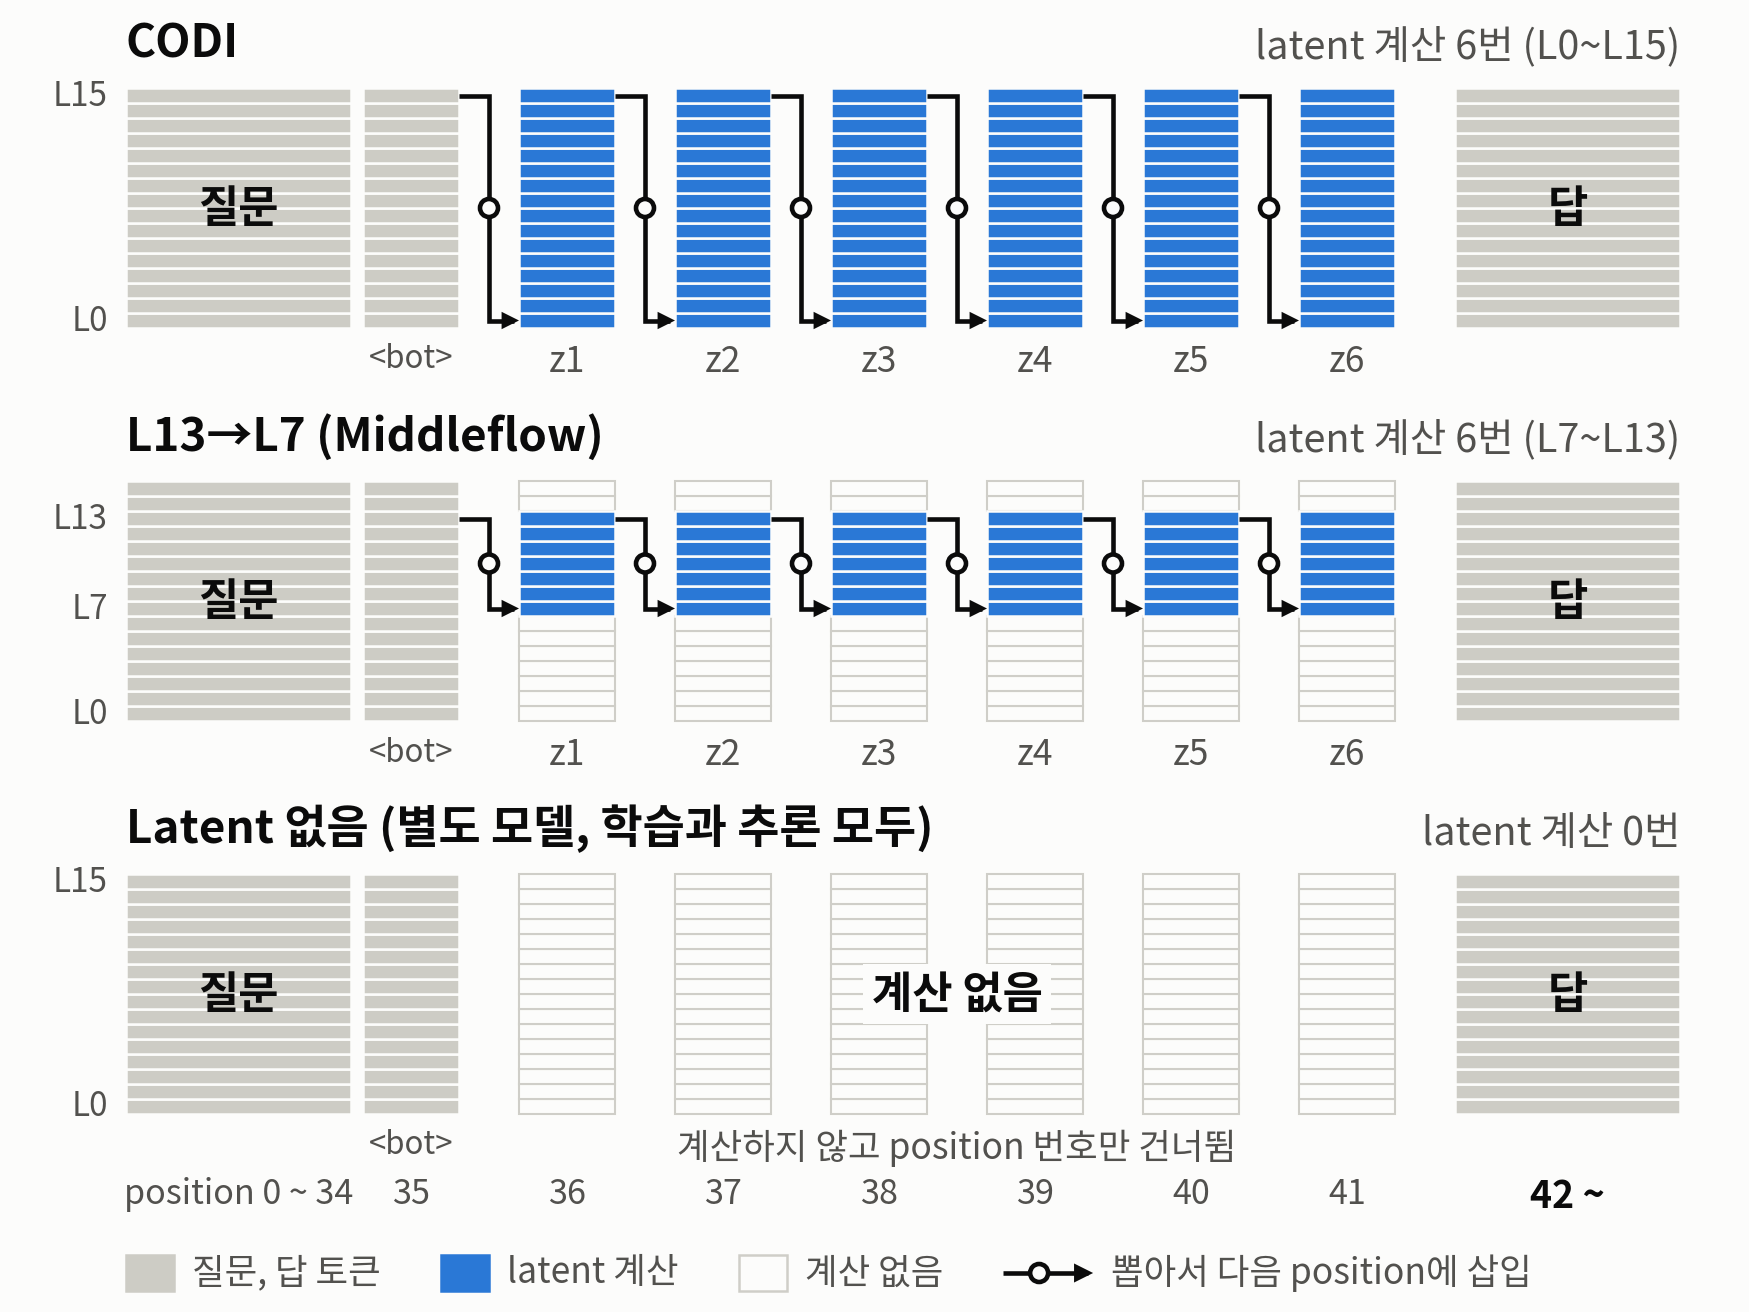 CODI
latent 계산 6번 (L0~L15)
L15
질문
답
L0
<bot> z1 z2 z3 z4 z5 z6
L13→L7 (Middleflow)
latent 계산 6번 (L7~L13)
L13
질문
답
L7
L0
<bot> z1 z2 z3 z4 z5 z6
Latent 없음 (별도 모델, 학습과 추론 모두)
latent 계산 0번
L15
질문
계산 없음
답
L0
<bot>
계산하지 않고 position 번호만 건너뜀
position 0 ~ 34 35 36 37 38 39 40 41 42 ~
질문, 답 토큰
latent 계산
계산 없음
뽑아서 다음 position에 삽입